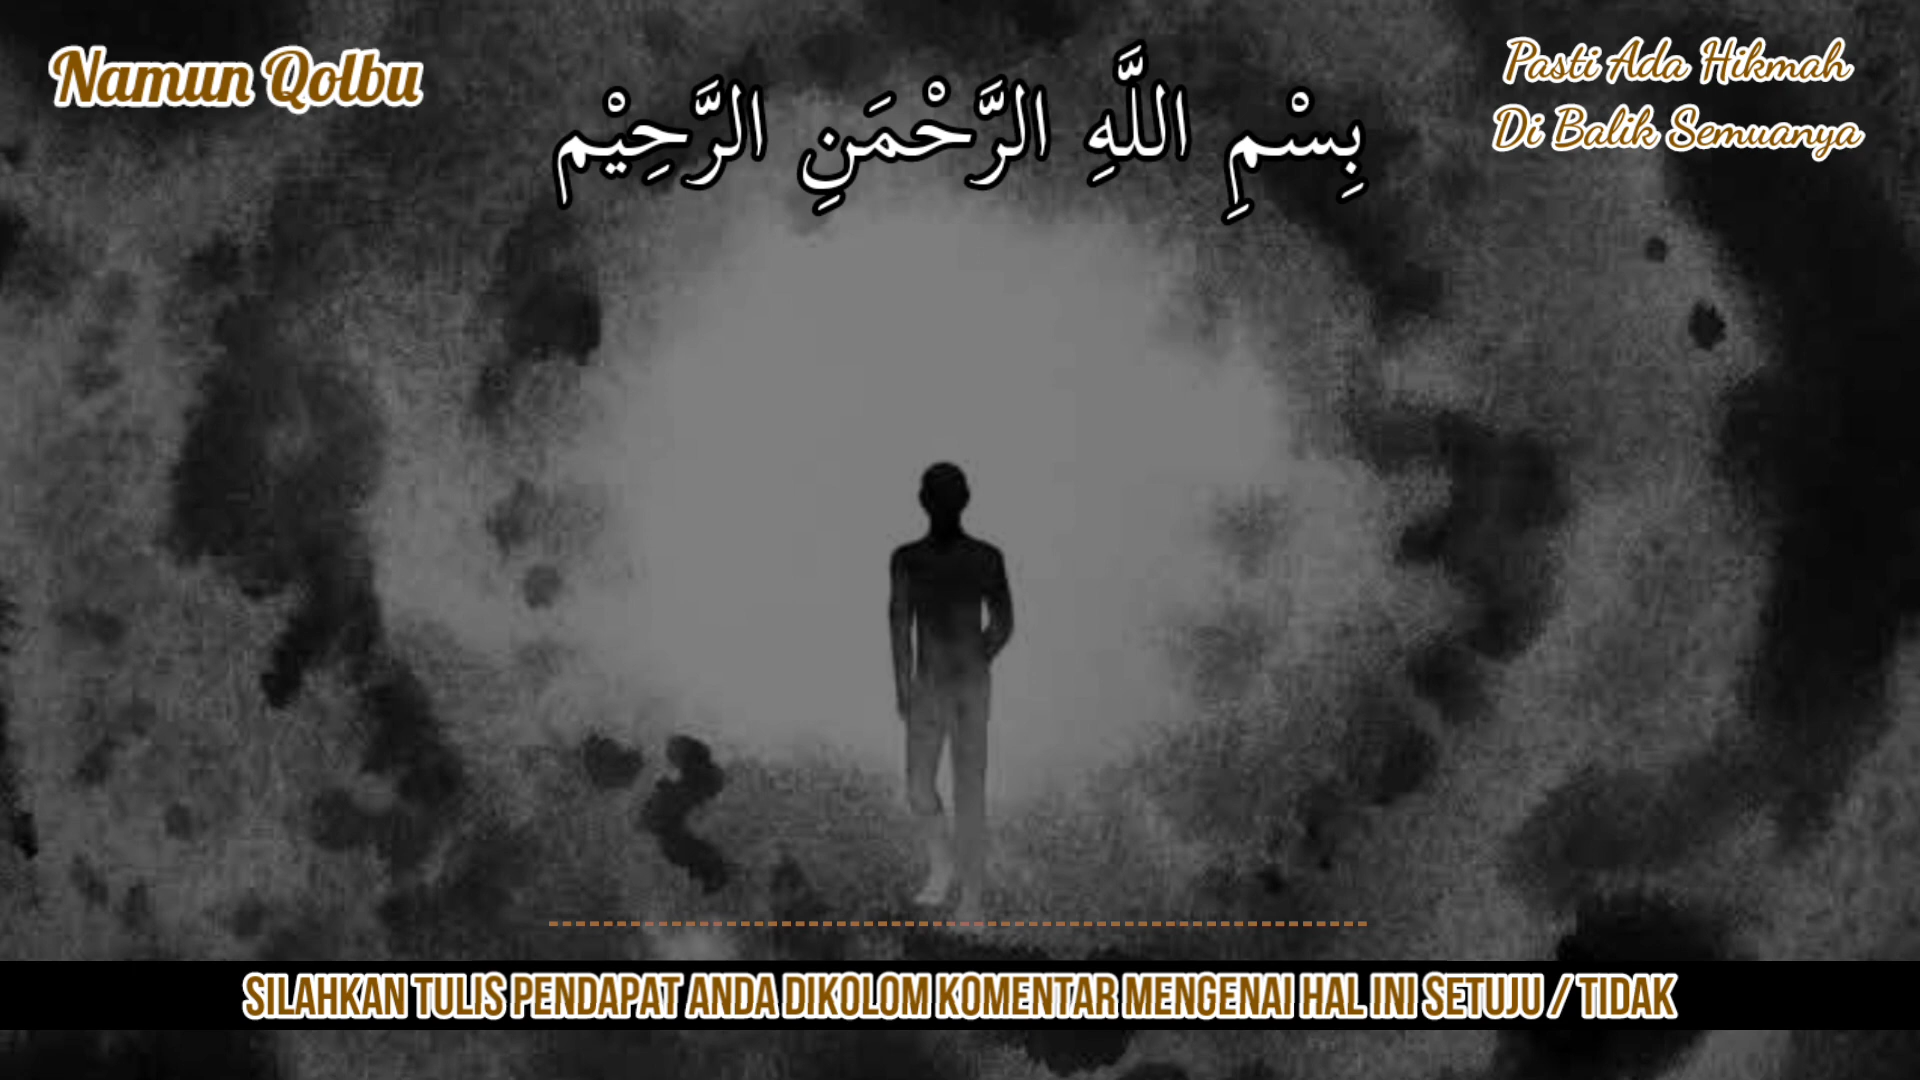 Namun Qolbu
بِسْمِ اللَّهِ الرَّحْمَنِ الرَّحِيْم
Pasti Ada Hikmah
Di Balik Semuanya
SILAHKAN TULIS PENDAPAT ANDA DIKOLOM KOMENTAR MENGENAI HAL INI SETUJU / TIDAK